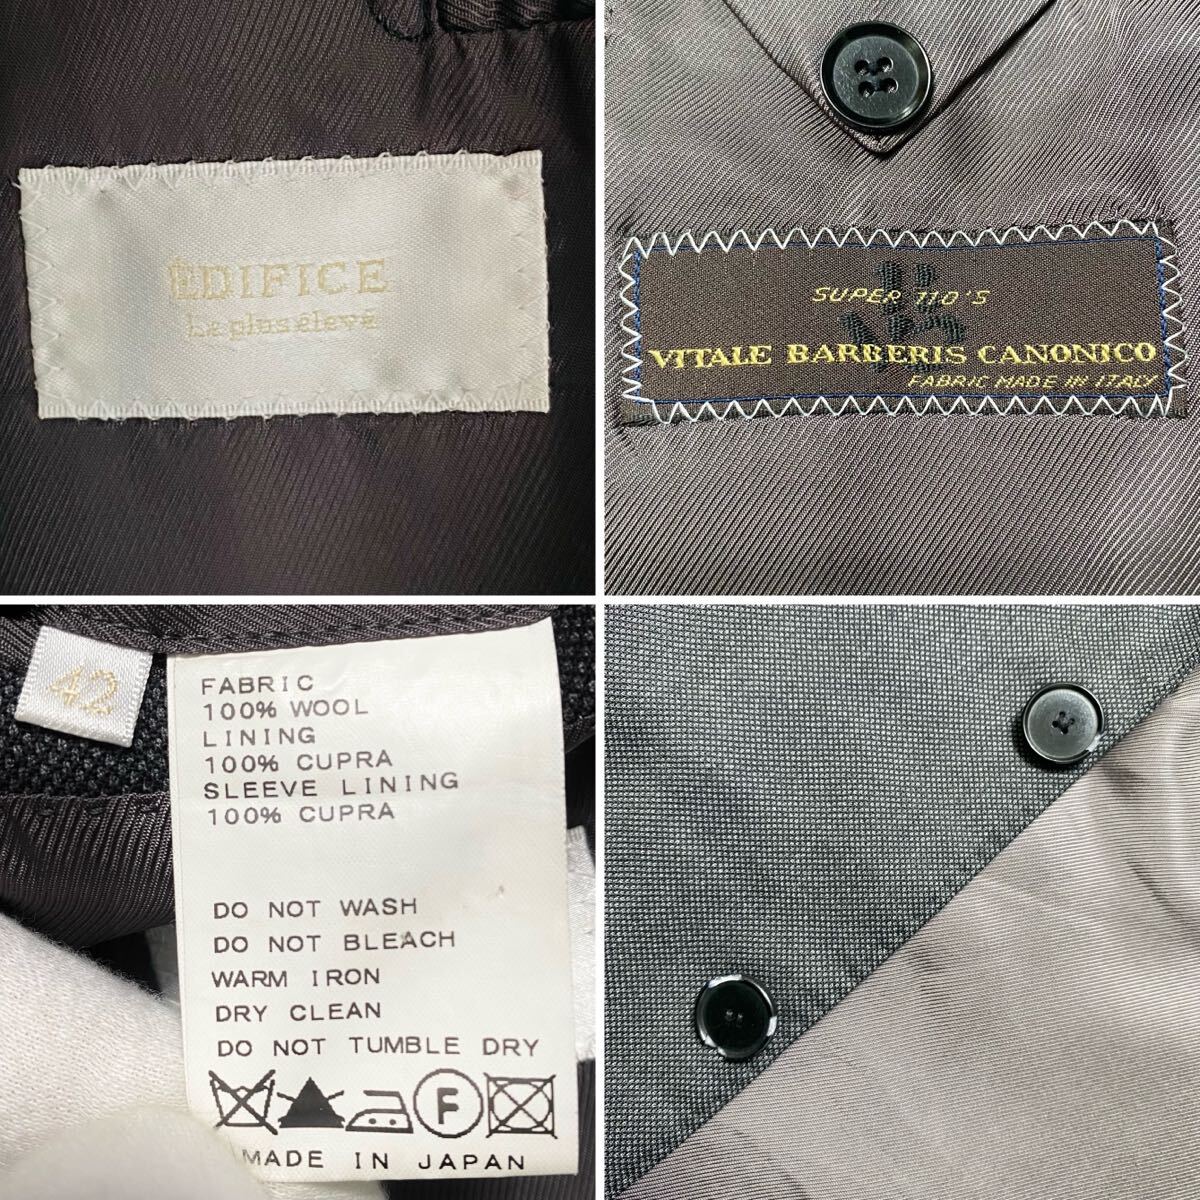 EDIFICE
Le plus élevé
SUPER 110'S
VITALE BARBERIS CANONICO
FABRIC MADE IN ITALY
42
FABRIC
100% WOOL
LINING
100% CUPRA
SLEEVE LINING
100% CUPRA
DO NOT WASH
DO NOT BLEACH
WARM IRON
DRY CLEAN
DO NOT TUMBLE DRY
F
MADE IN JAPAN